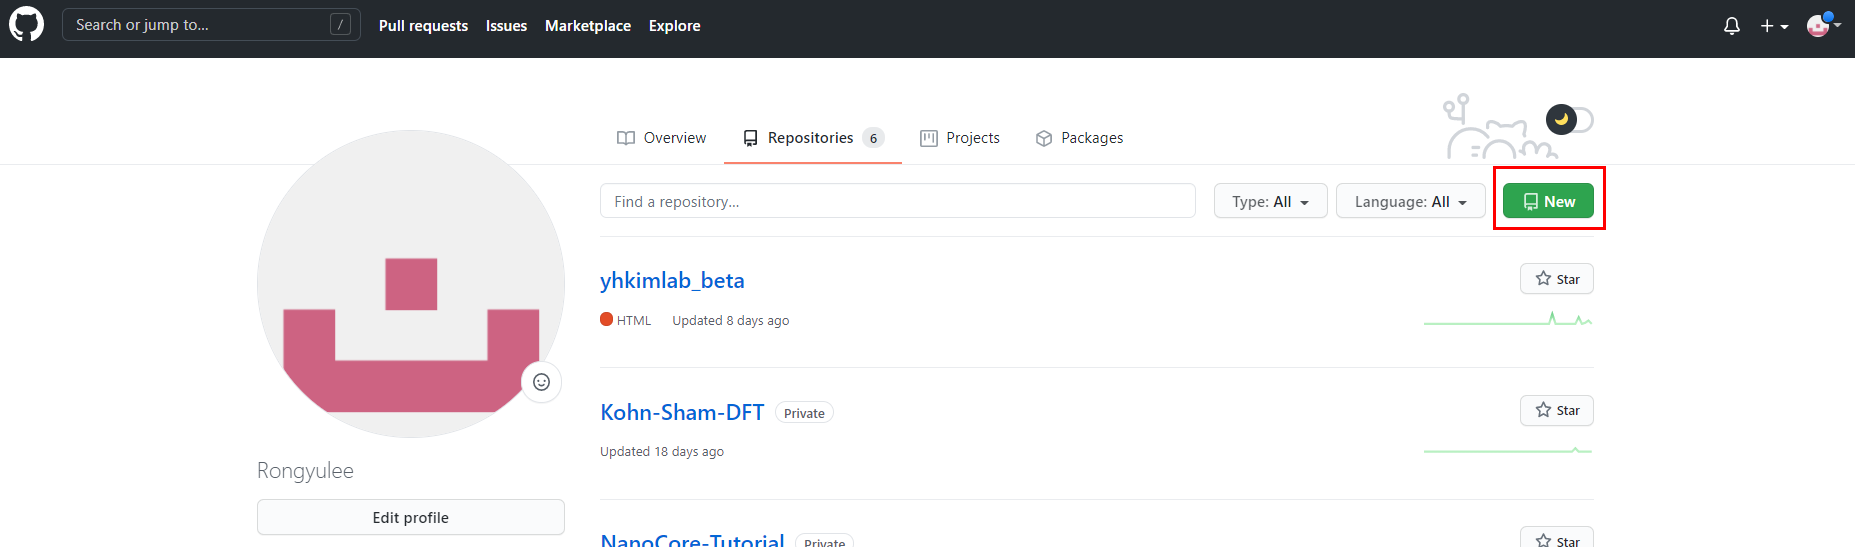 Search or jump to... /
Pull requests Issues Marketplace Explore
Overview Repositories 6 Projects Packages
Find a repository... Type: All Language: All New
yhkimlab_beta Star
HTML Updated 8 days ago
Kohn-Sham-DFT Private Star
Updated 18 days ago
Rongyulee
Edit profile
NanoCore-Tutorial Private Star